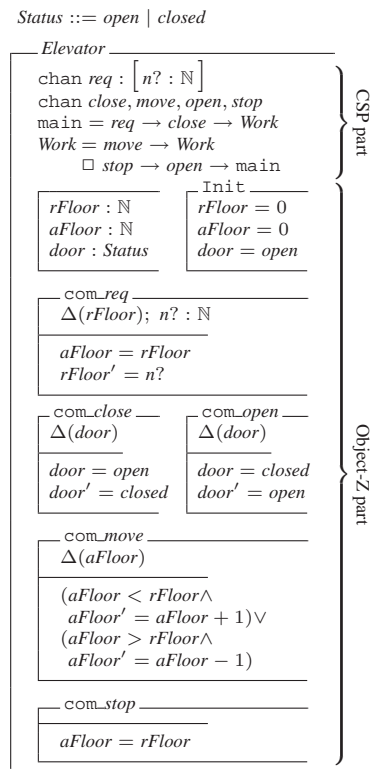 Status ::= open | closed
Elevator
chan req : [ n? : ℕ ]
chan close, move, open, stop
main = req → close → Work
Work = move → Work
□ stop → open → main
CSP part
rFloor : ℕ
aFloor : ℕ
door : Status
Init
rFloor = 0
aFloor = 0
door = open
com_req
Δ(rFloor); n? : ℕ
aFloor = rFloor
rFloor′ = n?
com_close
Δ(door)
door = open
door′ = closed
com_open
Δ(door)
door = closed
door′ = open
com_move
Δ(aFloor)
(aFloor < rFloor∧
aFloor′ = aFloor + 1)∨
(aFloor > rFloor∧
aFloor′ = aFloor − 1)
com_stop
aFloor = rFloor
Object-Z part